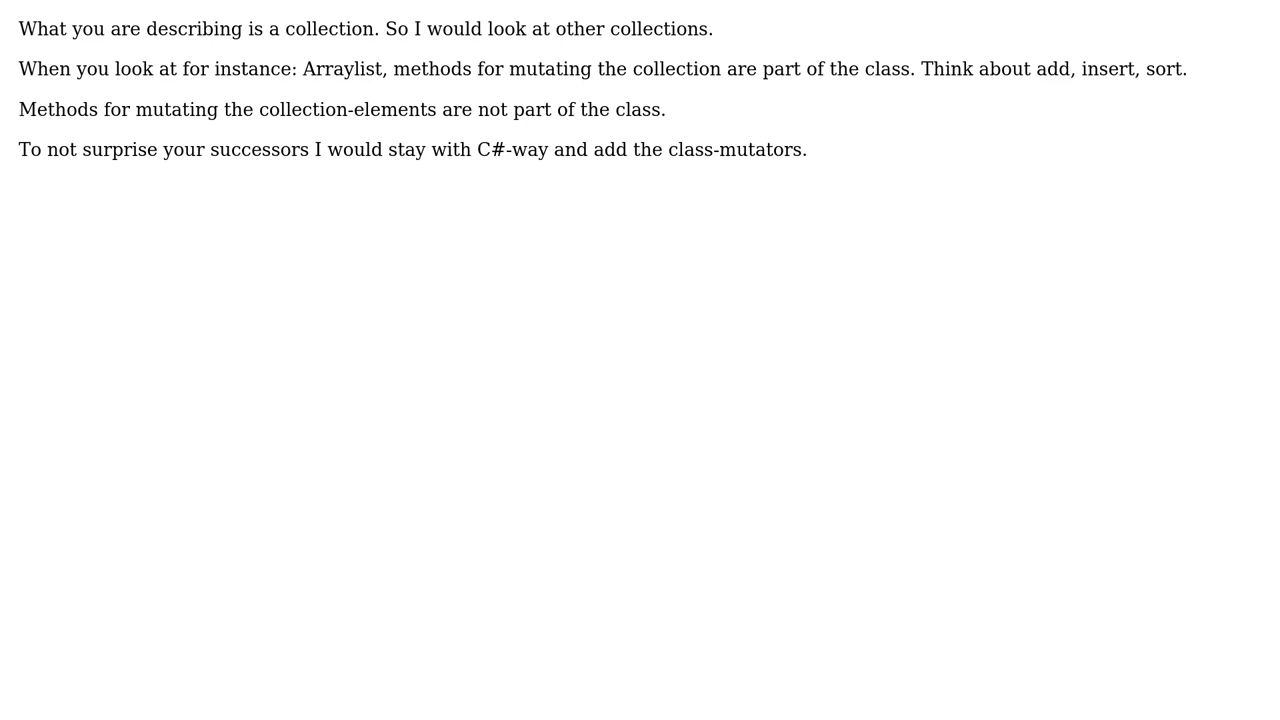 What you are describing is a collection. So I would look at other collections.
When you look at for instance: Arraylist, methods for mutating the collection are part of the class. Think about add, insert, sort.
Methods for mutating the collection-elements are not part of the class.
To not surprise your successors I would stay with C#-way and add the class-mutators.